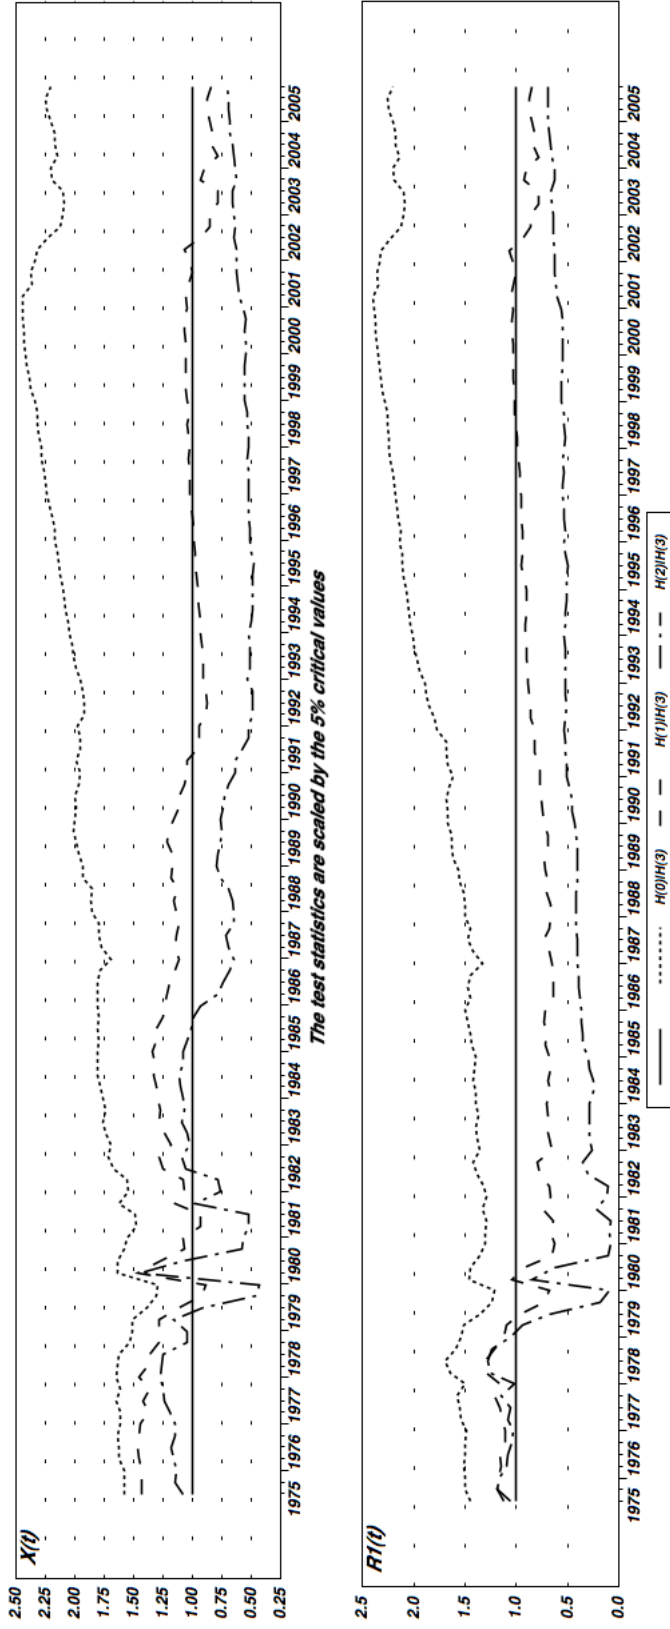 X(t)
2.50
2.25
2.00
1.75
1.50
1.25
1.00
0.75
0.50
0.25
1975 1976 1977 1978 1979 1980 1981 1982 1983 1984 1985 1986 1987 1988 1989 1990 1991 1992 1993 1994 1995 1996 1997 1998 1999 2000 2001 2002 2003 2004 2005
The test statistics are scaled by the 5% critical values
R1(t)
2.5
2.0
1.5
1.0
0.5
0.0
1975 1976 1977 1978 1979 1980 1981 1982 1983 1984 1985 1986 1987 1988 1989 1990 1991 1992 1993 1994 1995 1996 1997 1998 1999 2000 2001 2002 2003 2004 2005
H(0)|H(3) H(1)|H(3) H(2)|H(3)